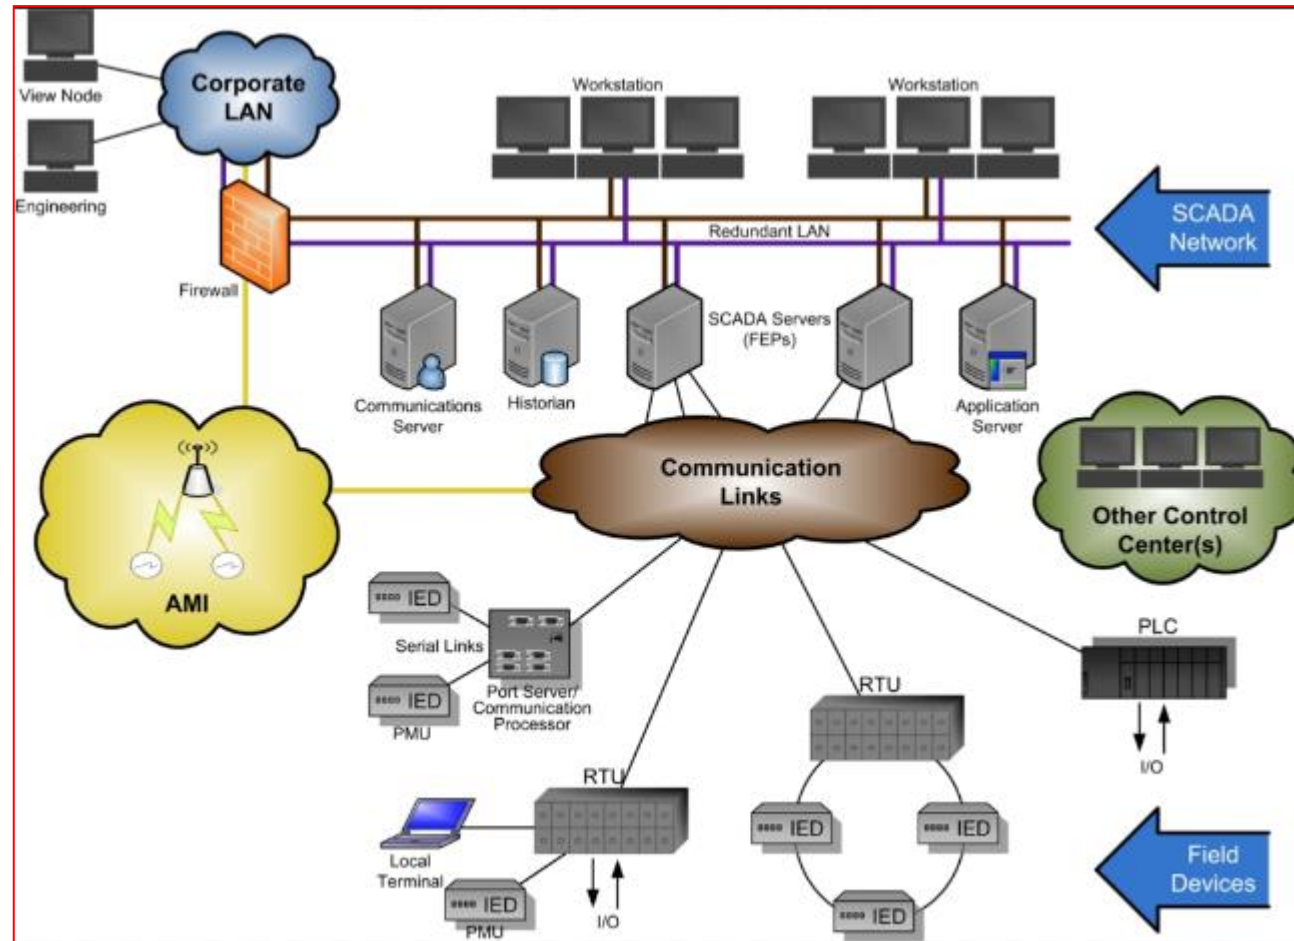 Corporate
LAN
View Node
Engineering
Firewall
Workstation
Workstation
Redundant LAN
SCADA
Network
SCADA Servers
(FEPs)
Communications
Server
Historian
Application
Server
Communication
Links
Other Control
Center(s)
AMI
IED
Serial Links
IED
PMU
Port Server/
Communication
Processor
PLC
I/O
RTU
IED
IED
IED
RTU
Local
Terminal
IED
PMU
I/O
Field
Devices